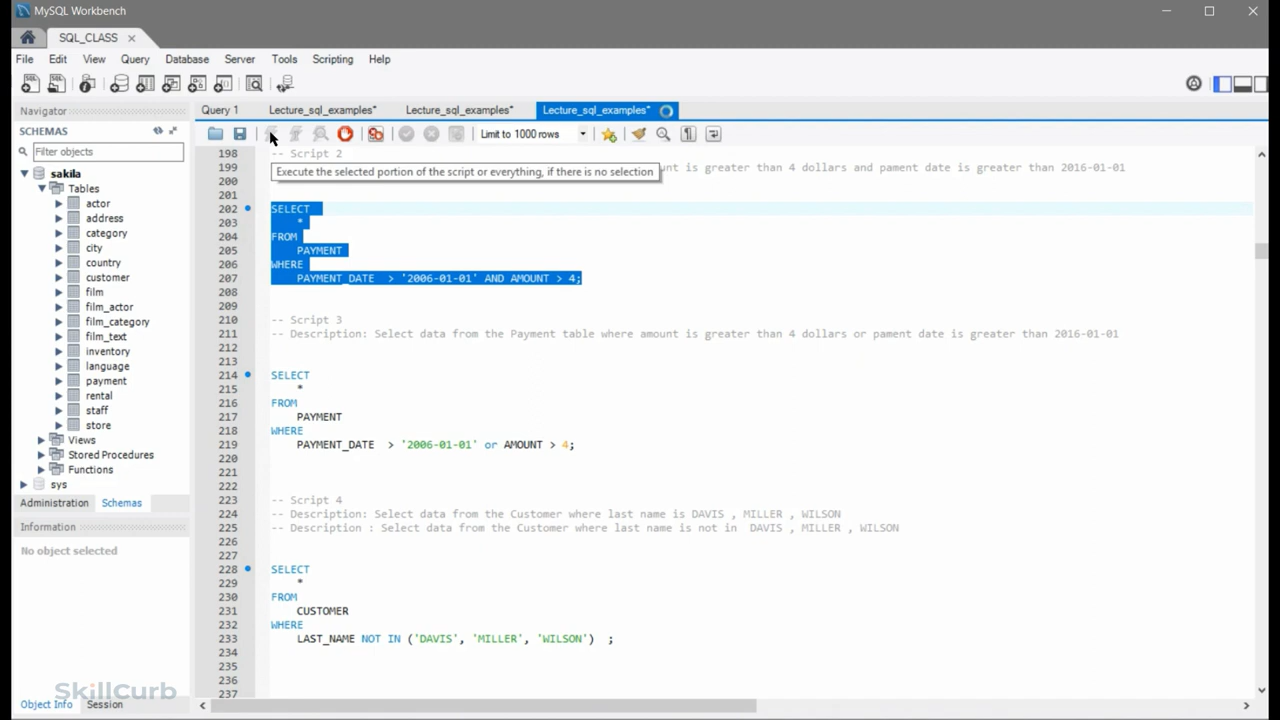 MySQL Workbench
SQL_CLASS
File Edit View Query Database Server Tools Scripting Help
Navigator
SCHEMAS
Filter objects
sakila
Tables
actor
address
category
city
country
customer
film
film_actor
film_category
film_text
inventory
language
payment
rental
staff
store
Views
Stored Procedures
Functions
sys
Administration Schemas
Information
No object selected
Object Info Session
Query 1 Lecture_sql_examples* Lecture_sql_examples* Lecture_sql_examples*
Limit to 1000 rows
198 -- Script 2
199 unt is greater than 4 dollars and pament date is greater than 2016-01-01
Execute the selected portion of the script or everything, if there is no selection
200
201
202 SELECT
203 *
204 FROM
205 PAYMENT
206 WHERE
207 PAYMENT_DATE > '2006-01-01' AND AMOUNT > 4;
208
209
210 -- Script 3
211 -- Description: Select data from the Payment table where amount is greater than 4 dollars or pament date is greater than 2016-01-01
212
213
214 SELECT
215 *
216 FROM
217 PAYMENT
218 WHERE
219 PAYMENT_DATE > '2006-01-01' or AMOUNT > 4;
220
221
222
223 -- Script 4
224 -- Description: Select data from the Customer where last name is DAVIS , MILLER , WILSON
225 -- Description : Select data from the Customer where last name is not in DAVIS , MILLER , WILSON
226
227
228 SELECT
229 *
230 FROM
231 CUSTOMER
232 WHERE
233 LAST_NAME NOT IN ('DAVIS', 'MILLER', 'WILSON') ;
234
235
236
237
SkillCurb